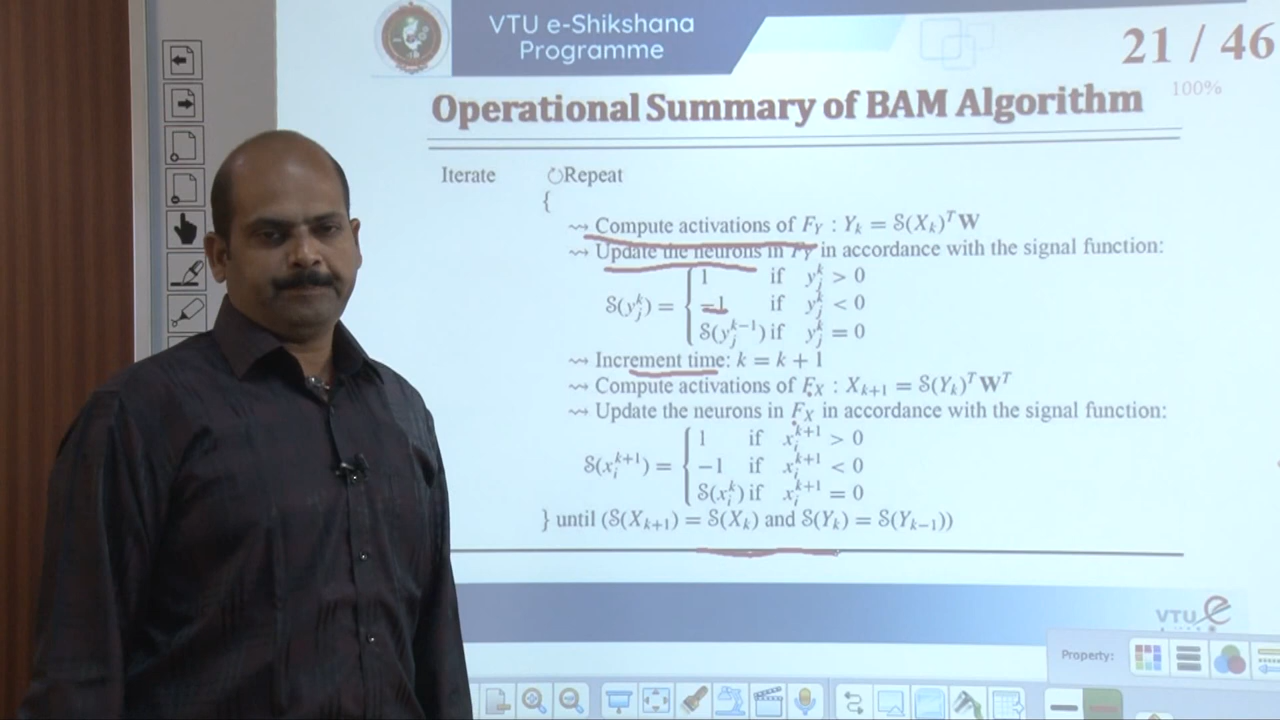 VTU e-Shikshana
Programme
21 / 46
100%
Operational Summary of BAM Algorithm
Iterate ↻Repeat
{
⇝ Compute activations of F_Y : Y_k = 𝒮(X_k)^T 𝐖
⇝ Update the neurons in F_Y in accordance with the signal function:
𝒮(y_j^k) = { 1 if y_j^k > 0
−1 if y_j^k < 0
𝒮(y_j^{k−1}) if y_j^k = 0
⇝ Increment time: k = k + 1
⇝ Compute activations of F_X : X_{k+1} = 𝒮(Y_k)^T 𝐖^T
⇝ Update the neurons in F_X in accordance with the signal function:
𝒮(x_i^{k+1}) = { 1 if x_i^{k+1} > 0
−1 if x_i^{k+1} < 0
𝒮(x_i^k) if x_i^{k+1} = 0
} until (𝒮(X_{k+1}) = 𝒮(X_k) and 𝒮(Y_k) = 𝒮(Y_{k−1}))
VTU e
Property: